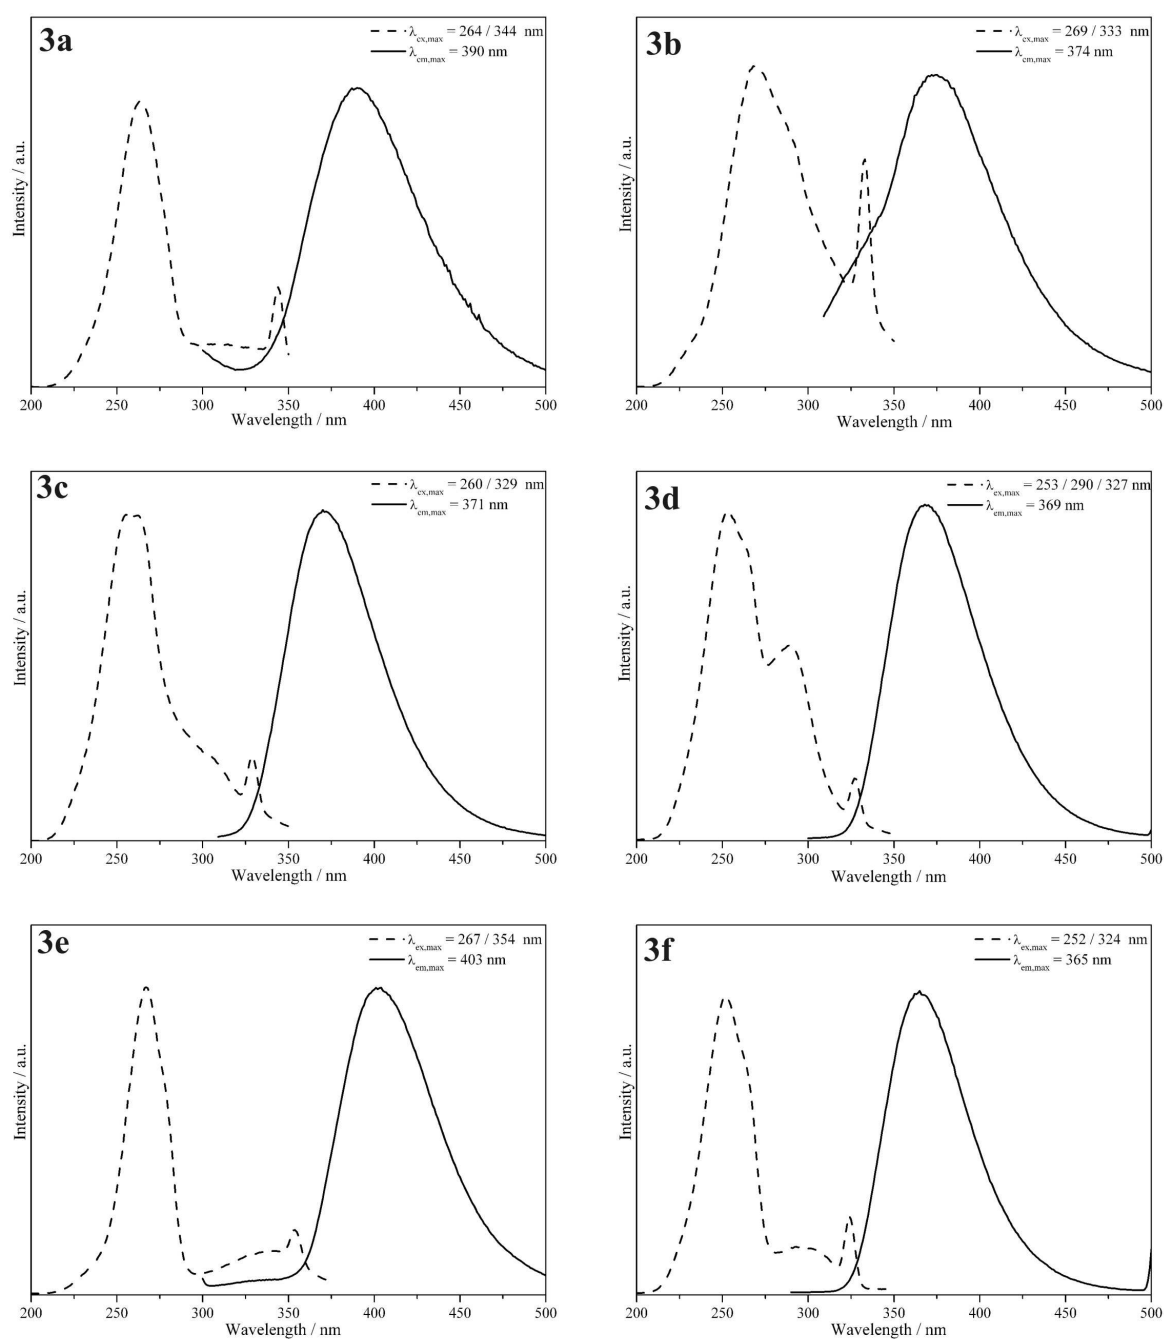 3a
λex,max = 264 / 344 nm
λem,max = 390 nm
Intensity / a.u.
200 250 300 350 400 450 500
Wavelength / nm
3b
λex,max = 269 / 333 nm
λem,max = 374 nm
Intensity / a.u.
200 250 300 350 400 450 500
Wavelength / nm
3c
λex,max = 260 / 329 nm
λem,max = 371 nm
Intensity / a.u.
200 250 300 350 400 450 500
Wavelength / nm
3d
λex,max = 253 / 290 / 327 nm
λem,max = 369 nm
Intensity / a.u.
200 250 300 350 400 450 500
Wavelength / nm
3e
λex,max = 267 / 354 nm
λem,max = 403 nm
Intensity / a.u.
200 250 300 350 400 450 500
Wavelength / nm
3f
λex,max = 252 / 324 nm
λem,max = 365 nm
Intensity / a.u.
200 250 300 350 400 450 500
Wavelength / nm